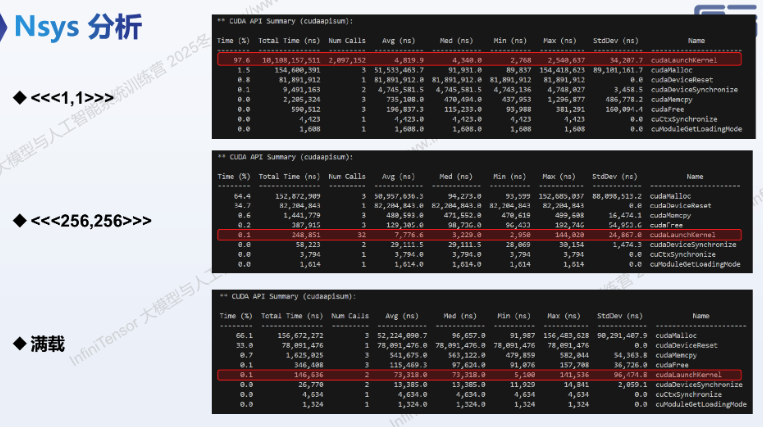 Nsys 分析
◆ <<<1,1>>>
** CUDA API Summary (cudaapisum):
Time (%) Total Time (ns) Num Calls Avg (ns) Med (ns) Min (ns) Max (ns) StdDev (ns) Name
97.6 10,108,157,511 2,097,152 4,819.9 4,340.0 2,768 2,540,637 34,207.7 cudaLaunchKernel
1.5 154,600,391 3 51,533,463.7 91,931.0 89,837 154,418,623 89,101,161.7 cudaMalloc
0.8 81,891,912 1 81,891,912.0 81,891,912.0 81,891,912 81,891,912 0.0 cudaDeviceReset
0.1 9,491,163 2 4,745,581.5 4,745,581.5 4,743,136 4,748,027 3,458.5 cudaDeviceSynchronize
0.0 2,205,324 3 735,108.0 470,494.0 437,953 1,296,877 486,778.2 cudaMemcpy
0.0 590,512 3 196,837.3 115,233.0 93,988 381,291 160,094.4 cudaFree
0.0 4,423 1 4,423.0 4,423.0 4,423 4,423 0.0 cuCtxSynchronize
0.0 1,608 1 1,608.0 1,608.0 1,608 1,608 0.0 cuModuleGetLoadingMode
◆ <<<256,256>>>
** CUDA API Summary (cudaapisum):
Time (%) Total Time (ns) Num Calls Avg (ns) Med (ns) Min (ns) Max (ns) StdDev (ns) Name
64.4 152,872,909 3 50,957,636.3 94,273.0 93,599 152,685,037 88,098,513.2 cudaMalloc
34.7 82,204,843 1 82,204,843.0 82,204,843.0 82,204,843 82,204,843 0.0 cudaDeviceReset
0.6 1,441,779 3 480,593.0 471,552.0 470,619 499,608 16,474.1 cudaMemcpy
0.2 387,915 3 129,305.0 98,736.0 96,433 192,746 54,953.6 cudaFree
0.1 248,851 32 7,776.6 3,229.0 2,950 144,020 24,867.0 cudaLaunchKernel
0.0 58,223 2 29,111.5 29,111.5 28,069 30,154 1,474.3 cudaDeviceSynchronize
0.0 3,794 1 3,794.0 3,794.0 3,794 3,794 0.0 cuCtxSynchronize
0.0 1,614 1 1,614.0 1,614.0 1,614 1,614 0.0 cuModuleGetLoadingMode
◆ 满载
** CUDA API Summary (cudaapisum):
Time (%) Total Time (ns) Num Calls Avg (ns) Med (ns) Min (ns) Max (ns) StdDev (ns) Name
66.1 156,672,272 3 52,224,090.7 96,657.0 91,987 156,483,628 90,291,487.9 cudaMalloc
33.0 78,091,476 1 78,091,476.0 78,091,476.0 78,091,476 78,091,476 0.0 cudaDeviceReset
0.7 1,625,025 3 541,675.0 563,122.0 479,859 582,044 54,363.8 cudaMemcpy
0.1 346,408 3 115,469.3 97,624.0 91,076 157,708 36,726.0 cudaFree
0.1 146,636 2 73,318.0 73,318.0 5,100 141,536 96,474.8 cudaLaunchKernel
0.0 26,770 2 13,385.0 13,385.0 11,929 14,841 2,059.1 cudaDeviceSynchronize
0.0 4,634 1 4,634.0 4,634.0 4,634 4,634 0.0 cuCtxSynchronize
0.0 1,324 1 1,324.0 1,324.0 1,324 1,324 0.0 cuModuleGetLoadingMode
InfiniTensor 大模型与人工智能系统训练营 2025冬